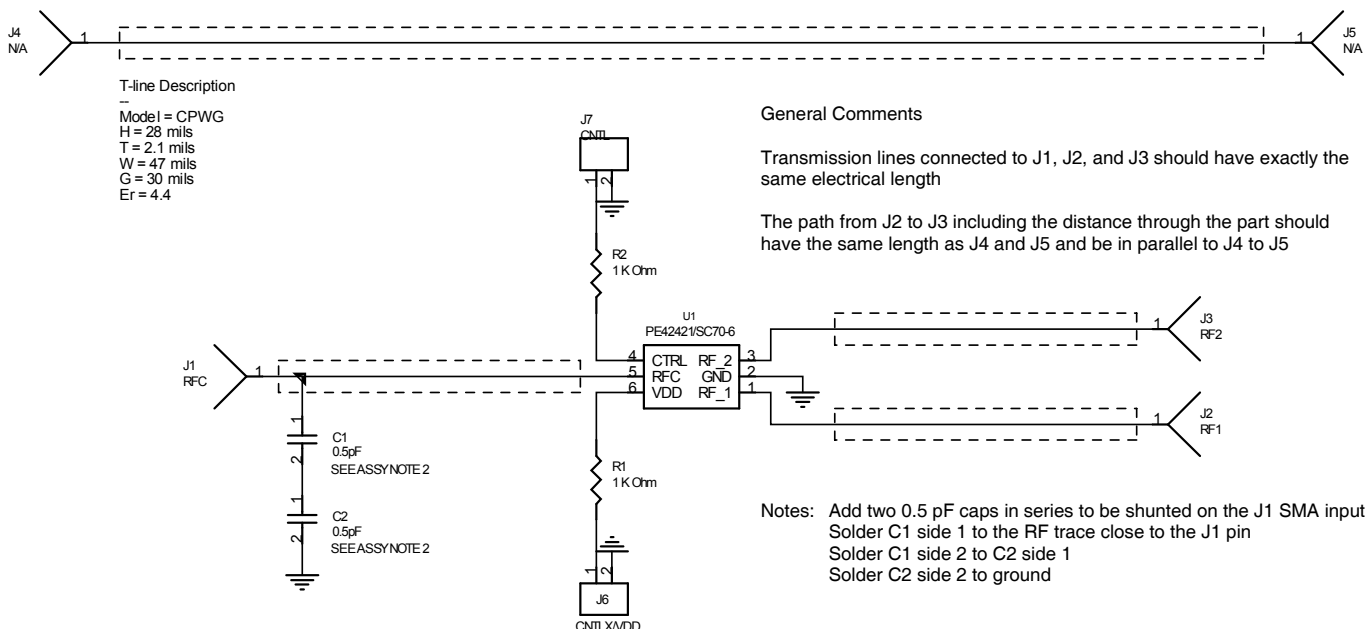 J4
N/A
1
1
J5
N/A
T-line Description
--
Model = CPWG
H = 28 mils
T = 2.1 mils
W = 47 mils
G = 30 mils
Er = 4.4
J7
CNTL
1
2
General Comments
Transmission lines connected to J1, J2, and J3 should have exactly the
same electrical length
The path from J2 to J3 including the distance through the part should
have the same length as J4 and J5 and be in parallel to J4 to J5
R2
1 K Ohm
U1
PE42421/SC70-6
J1
RFC
1
4 CTRL RF_2 3
5 RFC GND 2
6 VDD RF_1 1
1
J3
RF2
1
J2
RF1
1
C1
0.5pF
2
SEE ASSY NOTE 2
1
C2
0.5pF
2
SEE ASSY NOTE 2
R1
1 K Ohm
1
2
J6
CNTLX/VDD
Notes: Add two 0.5 pF caps in series to be shunted on the J1 SMA input
Solder C1 side 1 to the RF trace close to the J1 pin
Solder C1 side 2 to C2 side 1
Solder C2 side 2 to ground